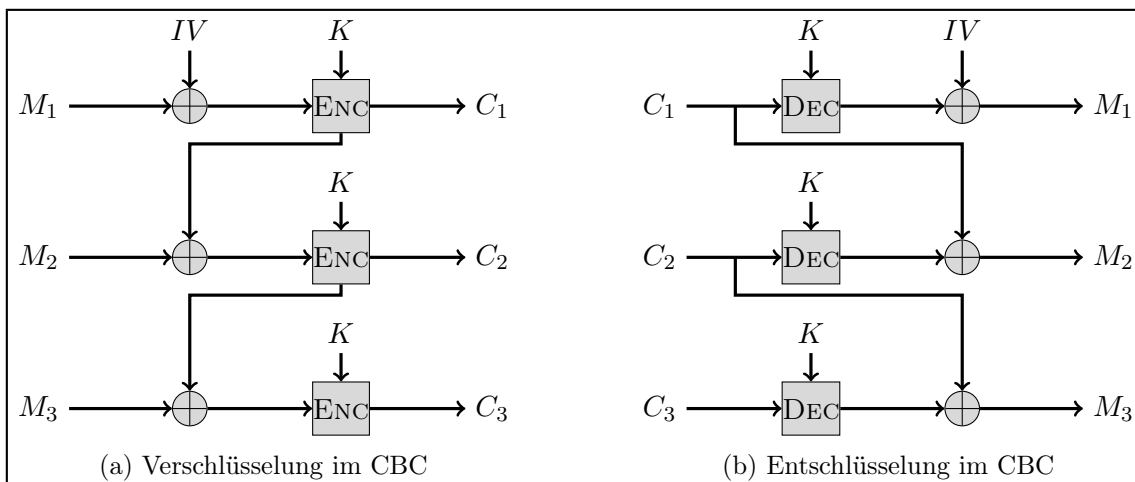 IV K K IV
M₁ ENC C₁ C₁ DEC M₁
K K
M₂ ENC C₂ C₂ DEC M₂
K K
M₃ ENC C₃ C₃ DEC M₃
(a) Verschlüsselung im CBC (b) Entschlüsselung im CBC